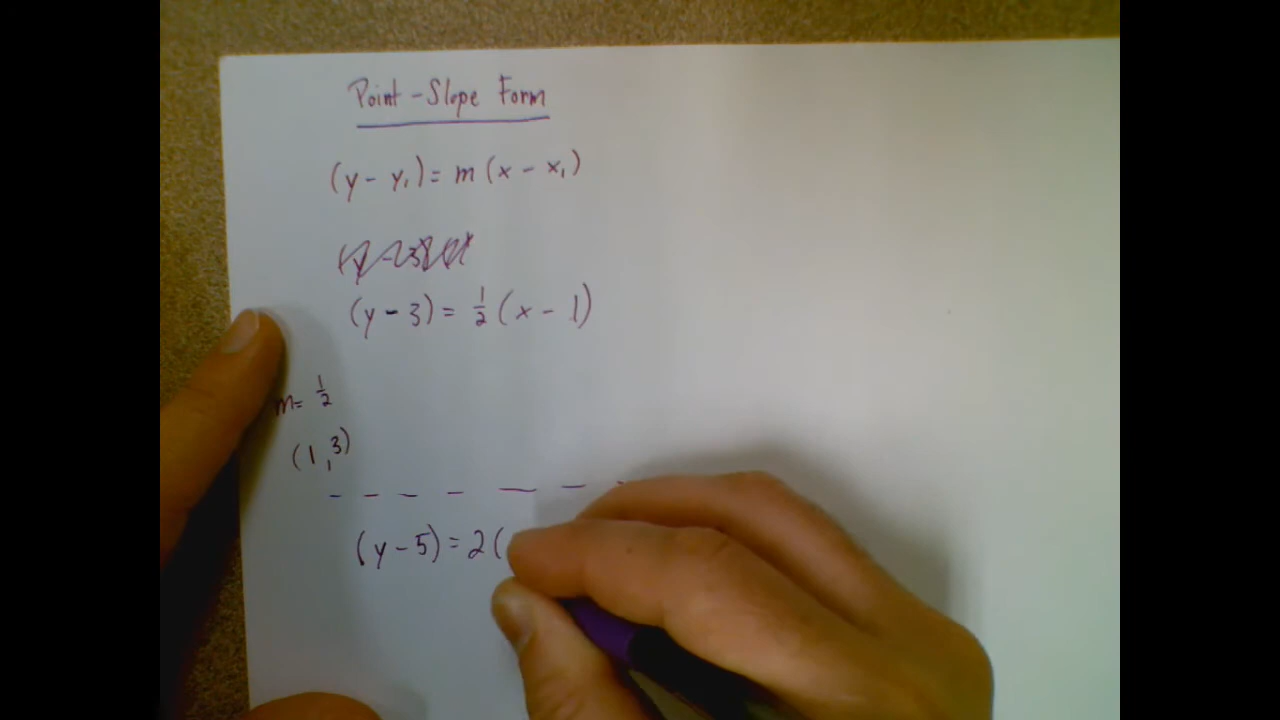 Point-Slope Form
(y - y₁) = m (x - x₁)
(y - 3) = ½ (x - 1)
m = ½
(1, 3)
(y - 5) = 2 (